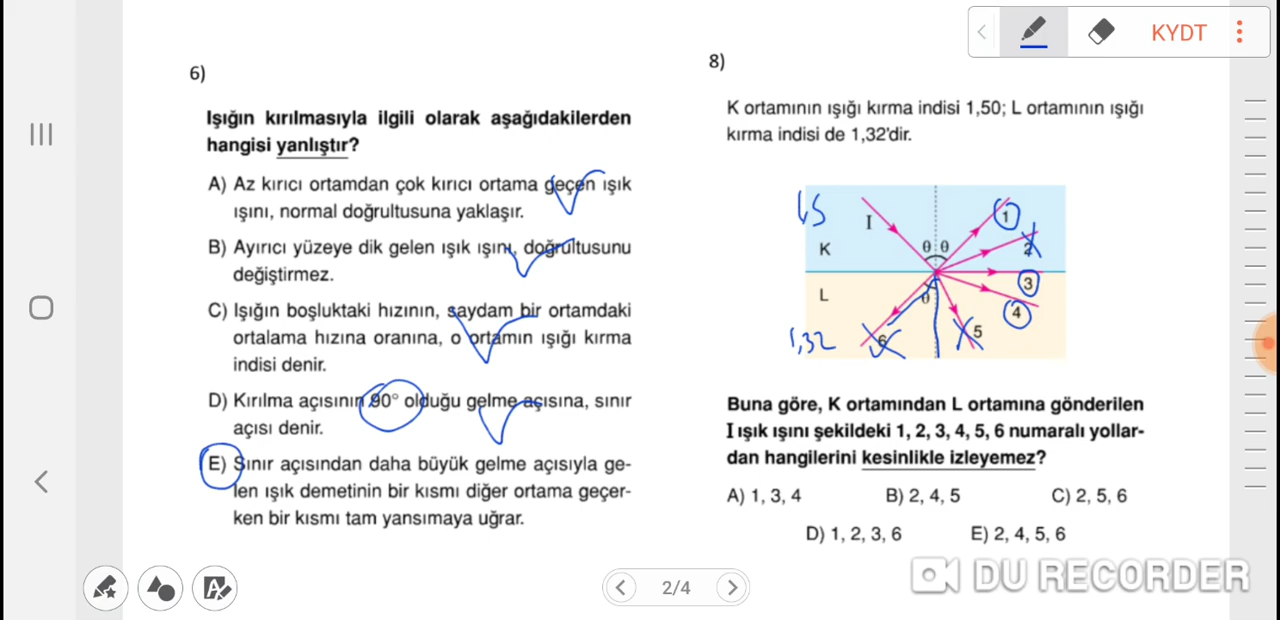 KYDT
6)
Işığın kırılmasıyla ilgili olarak aşağıdakilerden
hangisi yanlıştır?
A) Az kırıcı ortamdan çok kırıcı ortama geçen ışık
ışını, normal doğrultusuna yaklaşır.
B) Ayırıcı yüzeye dik gelen ışık ışını, doğrultusunu
değiştirmez.
C) Işığın boşluktaki hızının, saydam bir ortamdaki
ortalama hızına oranına, o ortamın ışığı kırma
indisi denir.
D) Kırılma açısının 90° olduğu gelme açısına, sınır
açısı denir.
E) Sınır açısından daha büyük gelme açısıyla ge-
len ışık demetinin bir kısmı diğer ortama geçer-
ken bir kısmı tam yansımaya uğrar.
8)
K ortamının ışığı kırma indisi 1,50; L ortamının ışığı
kırma indisi de 1,32'dir.
1,5
I
1
θ θ
2
K
3
L
θ
4
5
6
1,32
Buna göre, K ortamından L ortamına gönderilen
I ışık ışını şekildeki 1, 2, 3, 4, 5, 6 numaralı yollar-
dan hangilerini kesinlikle izleyemez?
A) 1, 3, 4 B) 2, 4, 5 C) 2, 5, 6
D) 1, 2, 3, 6 E) 2, 4, 5, 6
2/4
DU RECORDER